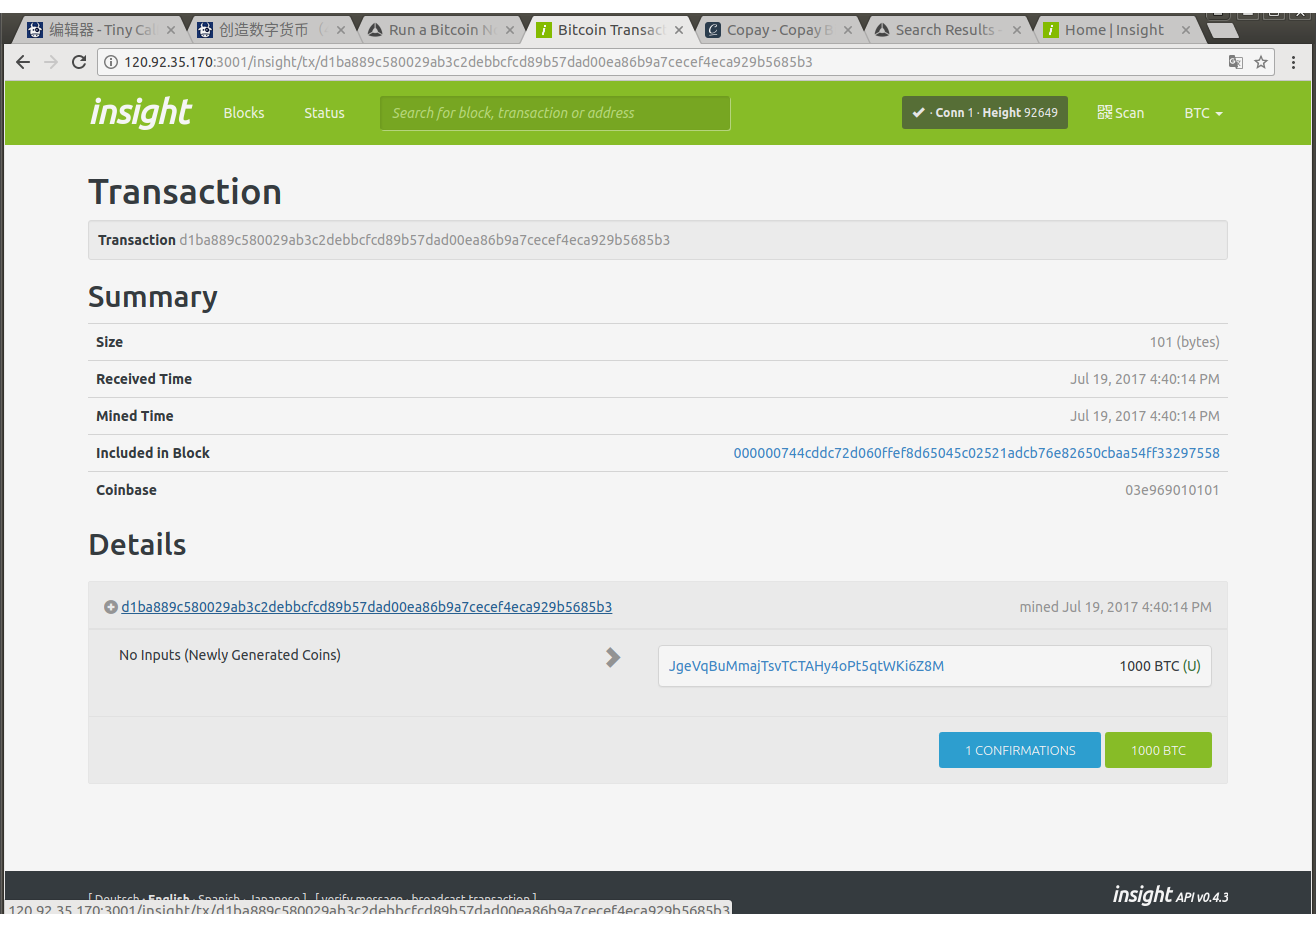 编辑器 - Tiny Cal
创造数字货币 (
Run a Bitcoin N
Bitcoin Transac
Copay - Copay B
Search Results -
Home | Insight
120.92.35.170:3001/insight/tx/d1ba889c580029ab3c2debbcfcd89b57dad00ea86b9a7cecef4eca929b5685b3
insight
Blocks
Status
Search for block, transaction or address
· Conn 1 · Height 92649
Scan
BTC
Transaction
Transaction d1ba889c580029ab3c2debbcfcd89b57dad00ea86b9a7cecef4eca929b5685b3
Summary
Size 101 (bytes)
Received Time Jul 19, 2017 4:40:14 PM
Mined Time Jul 19, 2017 4:40:14 PM
Included in Block 000000744cddc72d060ffef8d65045c02521adcb76e82650cbaa54ff33297558
Coinbase 03e969010101
Details
d1ba889c580029ab3c2debbcfcd89b57dad00ea86b9a7cecef4eca929b5685b3 mined Jul 19, 2017 4:40:14 PM
No Inputs (Newly Generated Coins)
JgeVqBuMmajTsvTCTAHy4oPt5qtWKi6Z8M 1000 BTC (U)
1 CONFIRMATIONS 1000 BTC
[ Deutsch · English · Spanish · Japanese ] [ verify message · broadcast transaction ]
insight API v0.4.3
120.92.35.170:3001/insight/tx/d1ba889c580029ab3c2debbcfcd89b57dad00ea86b9a7cecef4eca929b5685b3